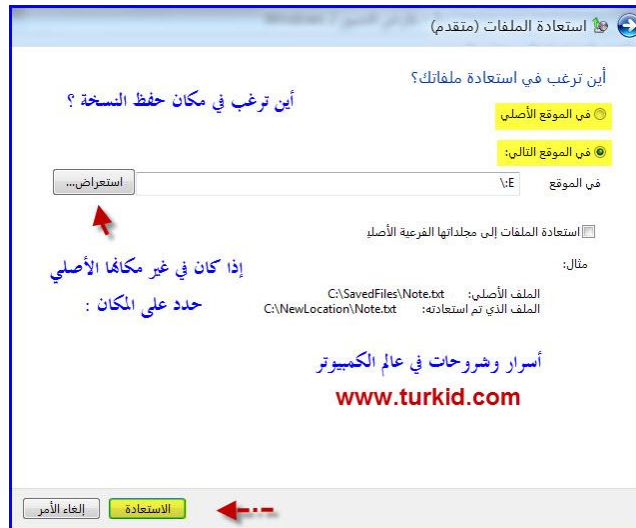 استعادة الملفات (متقدم)
أين ترغب في استعادة ملفاتك؟
أين ترغب في مكان حفظ النسخة ؟
في الموقع الأصلي
في الموقع التالي:
في الموقع
E:\
استعراض...
استعادة الملفات إلى مجلداتها الفرعية الأصلية
إذا كان في غير مكانها الأصلي
حدد على المكان :
مثال:
الملف الأصلي: C:\SavedFiles\Note.txt
الملف الذي تم استعادته: C:\NewLocation\Note.txt
أسرار وشروحات في عالم الكمبيوتر
www.turkid.com
الاستعادة
إلغاء الأمر